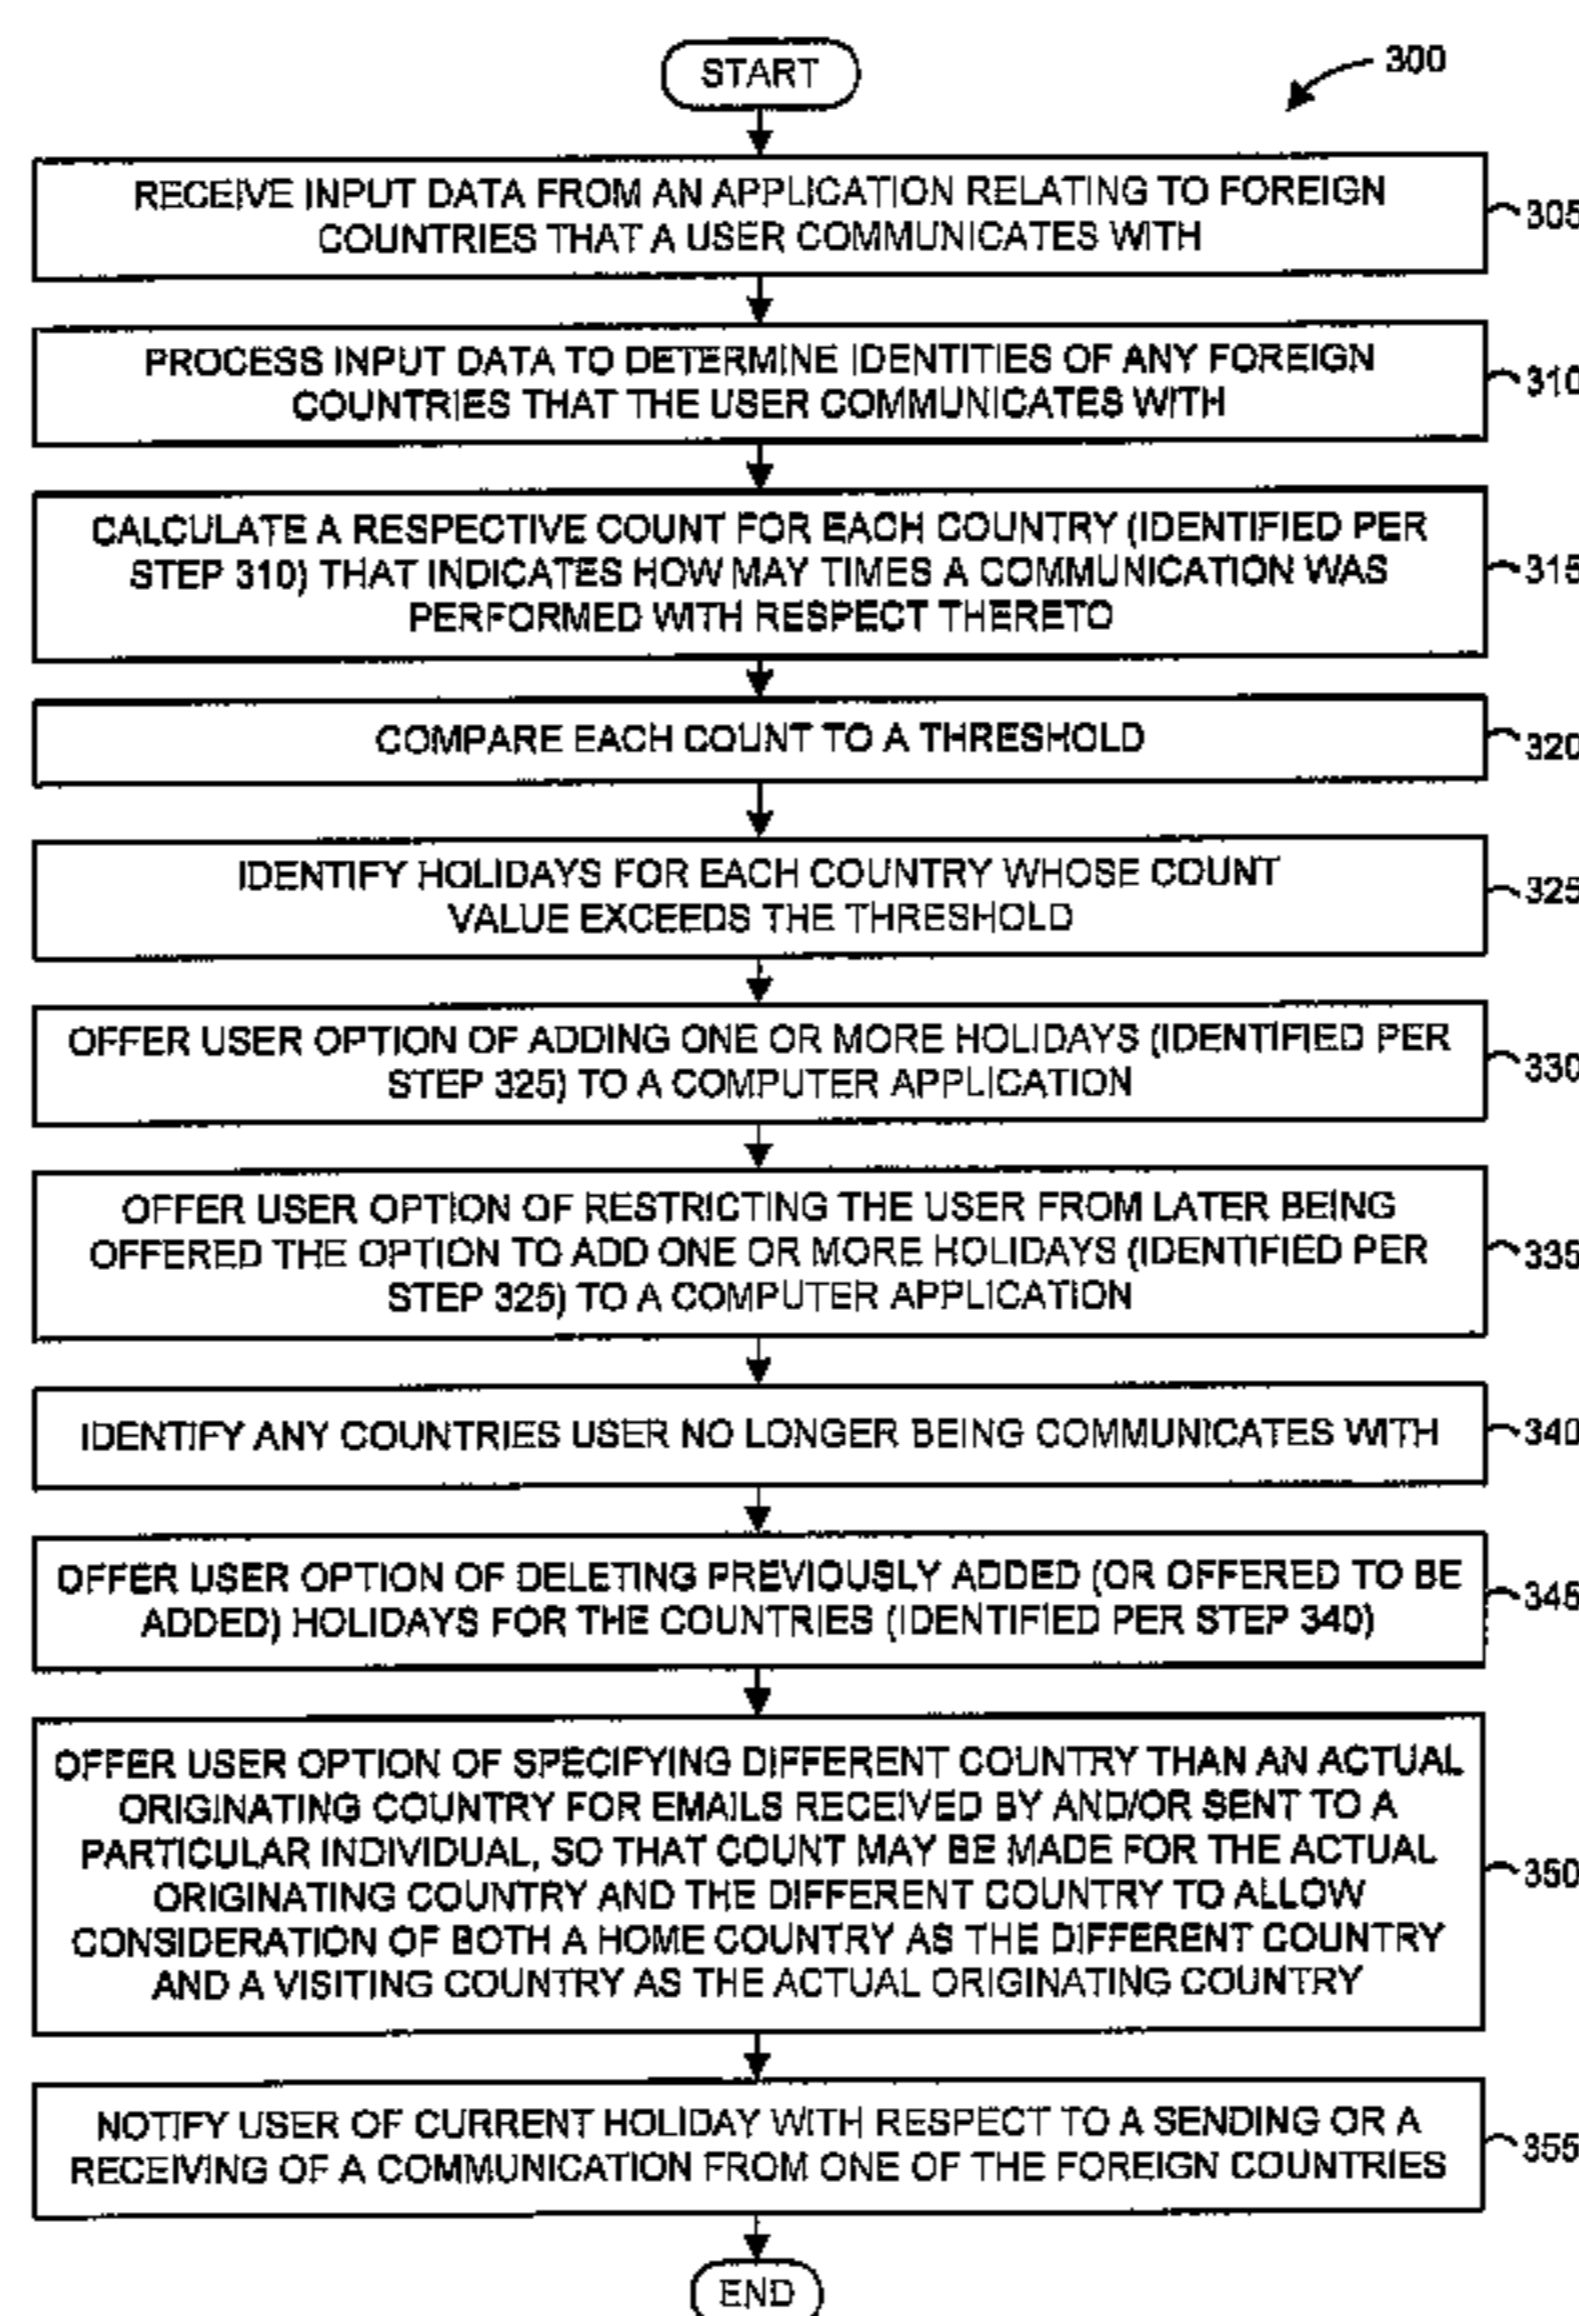 START
300
RECEIVE INPUT DATA FROM AN APPLICATION RELATING TO FOREIGN
COUNTRIES THAT A USER COMMUNICATES WITH
305
PROCESS INPUT DATA TO DETERMINE IDENTITIES OF ANY FOREIGN
COUNTRIES THAT THE USER COMMUNICATES WITH
310
CALCULATE A RESPECTIVE COUNT FOR EACH COUNTRY (IDENTIFIED PER
STEP 310) THAT INDICATES HOW MAY TIMES A COMMUNICATION WAS
PERFORMED WITH RESPECT THERETO
315
COMPARE EACH COUNT TO A THRESHOLD
320
IDENTIFY HOLIDAYS FOR EACH COUNTRY WHOSE COUNT
VALUE EXCEEDS THE THRESHOLD
325
OFFER USER OPTION OF ADDING ONE OR MORE HOLIDAYS (IDENTIFIED PER
STEP 325) TO A COMPUTER APPLICATION
330
OFFER USER OPTION OF RESTRICTING THE USER FROM LATER BEING
OFFERED THE OPTION TO ADD ONE OR MORE HOLIDAYS (IDENTIFIED PER
STEP 325) TO A COMPUTER APPLICATION
335
IDENTIFY ANY COUNTRIES USER NO LONGER BEING COMMUNICATES WITH
340
OFFER USER OPTION OF DELETING PREVIOUSLY ADDED (OR OFFERED TO BE
ADDED) HOLIDAYS FOR THE COUNTRIES (IDENTIFIED PER STEP 340)
345
OFFER USER OPTION OF SPECIFYING DIFFERENT COUNTRY THAN AN ACTUAL
ORIGINATING COUNTRY FOR EMAILS RECEIVED BY AND/OR SENT TO A
PARTICULAR INDIVIDUAL, SO THAT COUNT MAY BE MADE FOR THE ACTUAL
ORIGINATING COUNTRY AND THE DIFFERENT COUNTRY TO ALLOW
CONSIDERATION OF BOTH A HOME COUNTRY AS THE DIFFERENT COUNTRY
AND A VISITING COUNTRY AS THE ACTUAL ORIGINATING COUNTRY
350
NOTIFY USER OF CURRENT HOLIDAY WITH RESPECT TO A SENDING OR A
RECEIVING OF A COMMUNICATION FROM ONE OF THE FOREIGN COUNTRIES
355
END